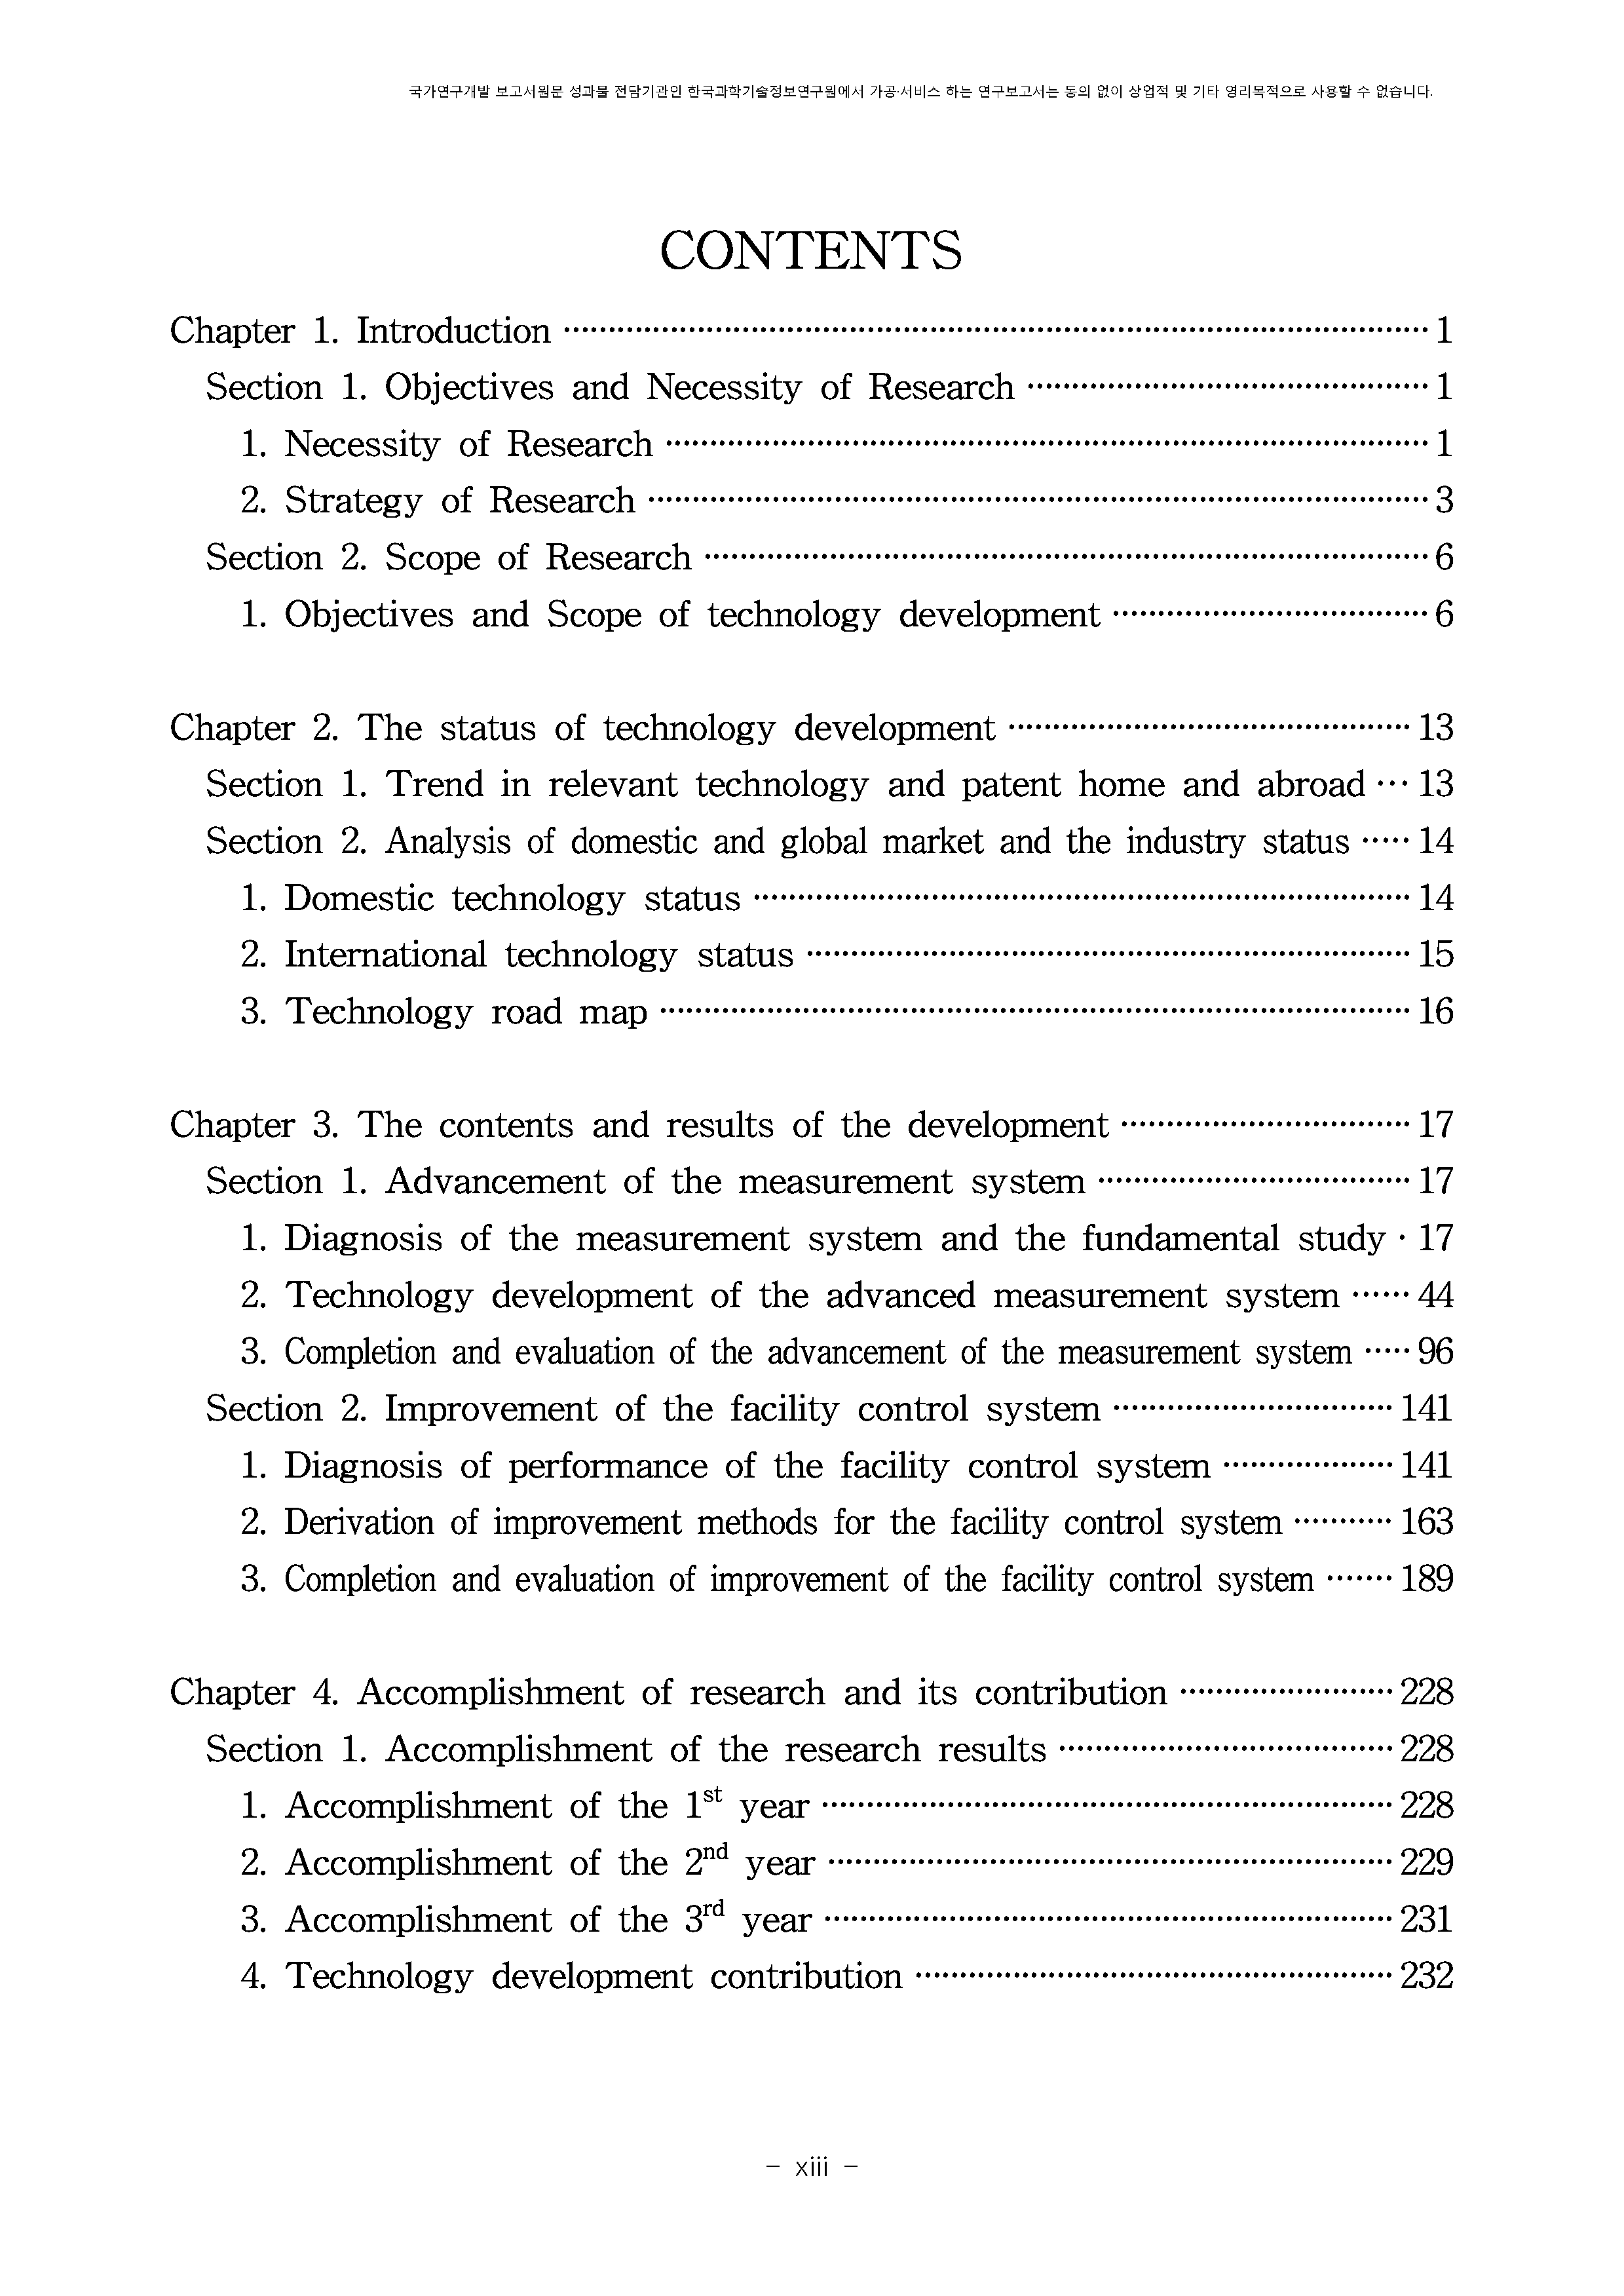 국가연구개발 보고서원문 성과물 전담기관인 한국과학기술정보연구원에서 가공·서비스 하는 연구보고서는 동의 없이 상업적 및 기타 영리목적으로 사용할 수 없습니다.
CONTENTS
Chapter 1. Introduction ················································ 1
Section 1. Objectives and Necessity of Research ························ 1
1. Necessity of Research ················································ 1
2. Strategy of Research ················································ 3
Section 2. Scope of Research ················································ 6
1. Objectives and Scope of technology development ···················· 6
Chapter 2. The status of technology development ························ 13
Section 1. Trend in relevant technology and patent home and abroad ··· 13
Section 2. Analysis of domestic and global market and the industry status ····· 14
1. Domestic technology status ········································ 14
2. International technology status ···································· 15
3. Technology road map ················································ 16
Chapter 3. The contents and results of the development ···················· 17
Section 1. Advancement of the measurement system ···················· 17
1. Diagnosis of the measurement system and the fundamental study · 17
2. Technology development of the advanced measurement system ······ 44
3. Completion and evaluation of the advancement of the measurement system ····· 96
Section 2. Improvement of the facility control system ···················· 141
1. Diagnosis of performance of the facility control system ··············· 141
2. Derivation of improvement methods for the facility control system ··········· 163
3. Completion and evaluation of improvement of the facility control system ······· 189
Chapter 4. Accomplishment of research and its contribution ················ 228
Section 1. Accomplishment of the research results ························ 228
1. Accomplishment of the 1st year ···································· 228
2. Accomplishment of the 2nd year ···································· 229
3. Accomplishment of the 3rd year ···································· 231
4. Technology development contribution ································ 232
- xiii -